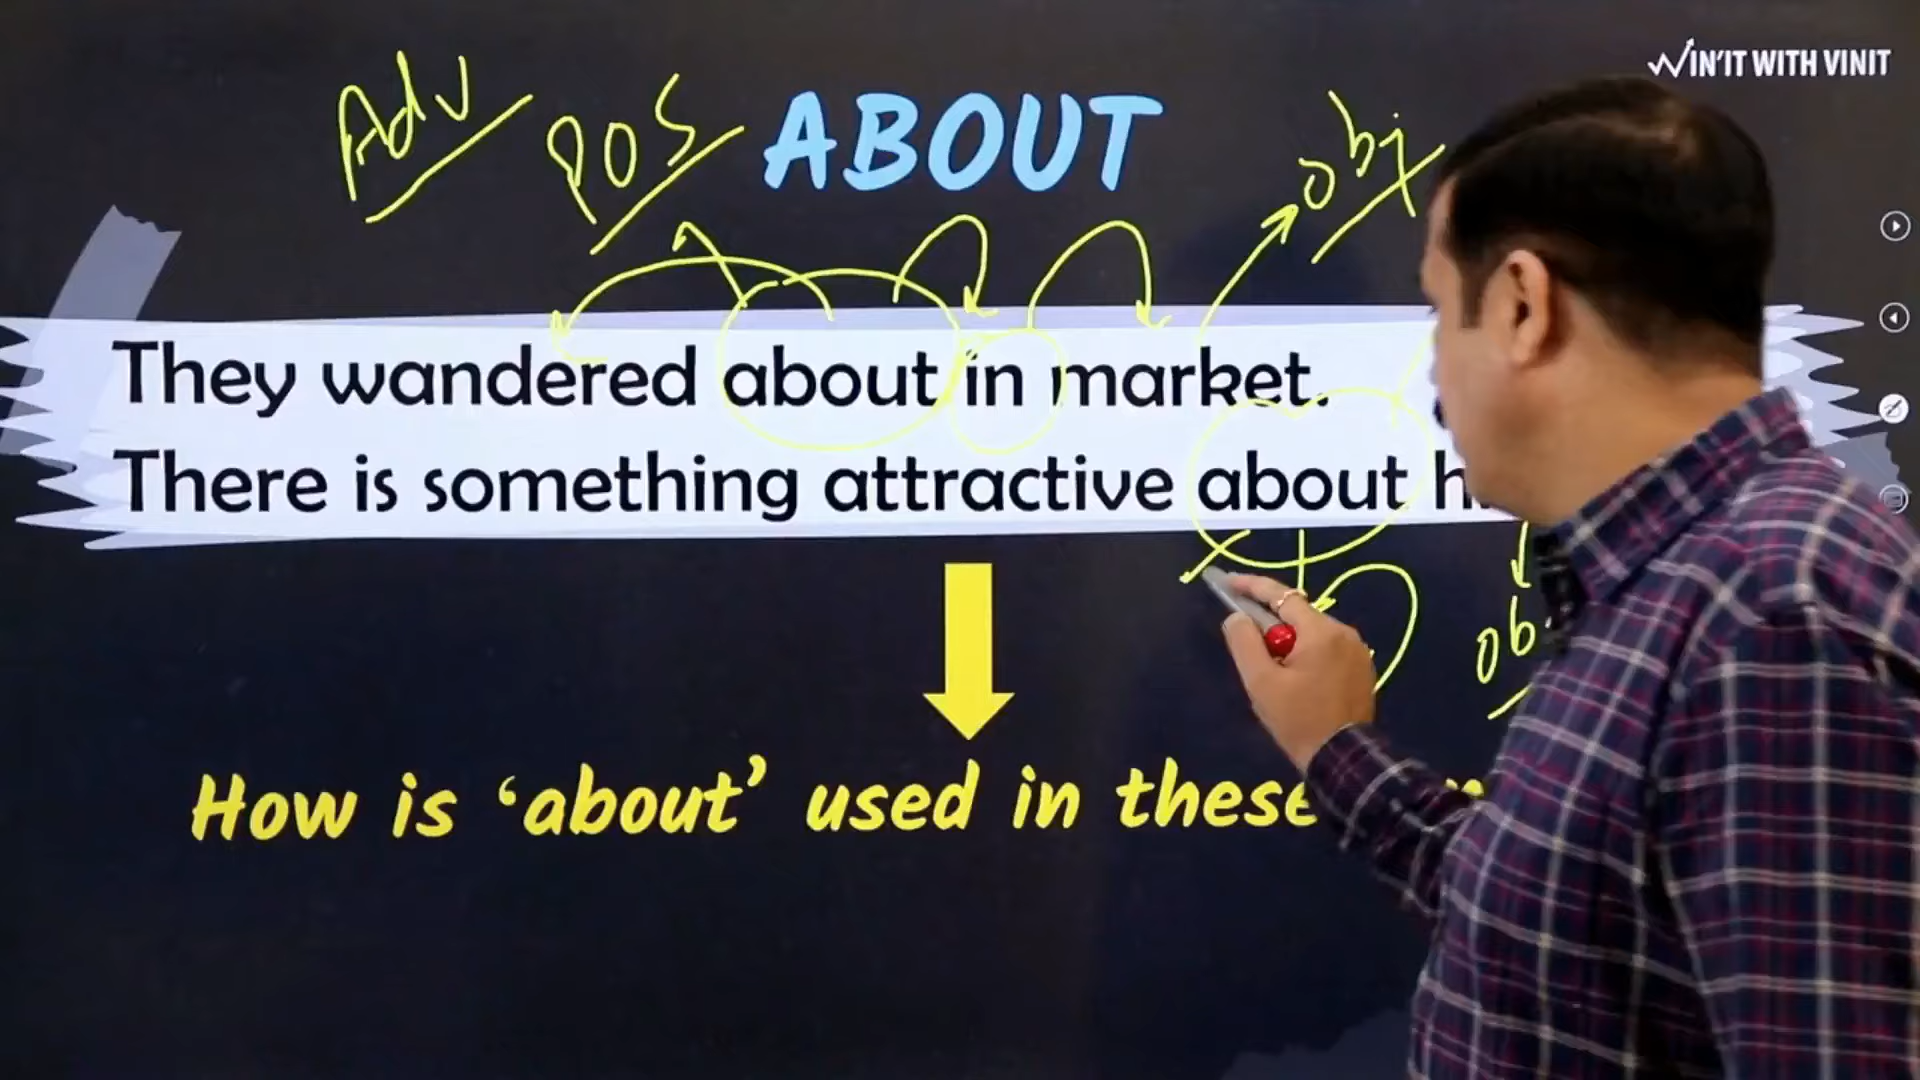 WIN'IT WITH VINIT
Adv POS ABOUT obj
They wandered about in market.
There is something attractive about
How is ‘about’ used in these